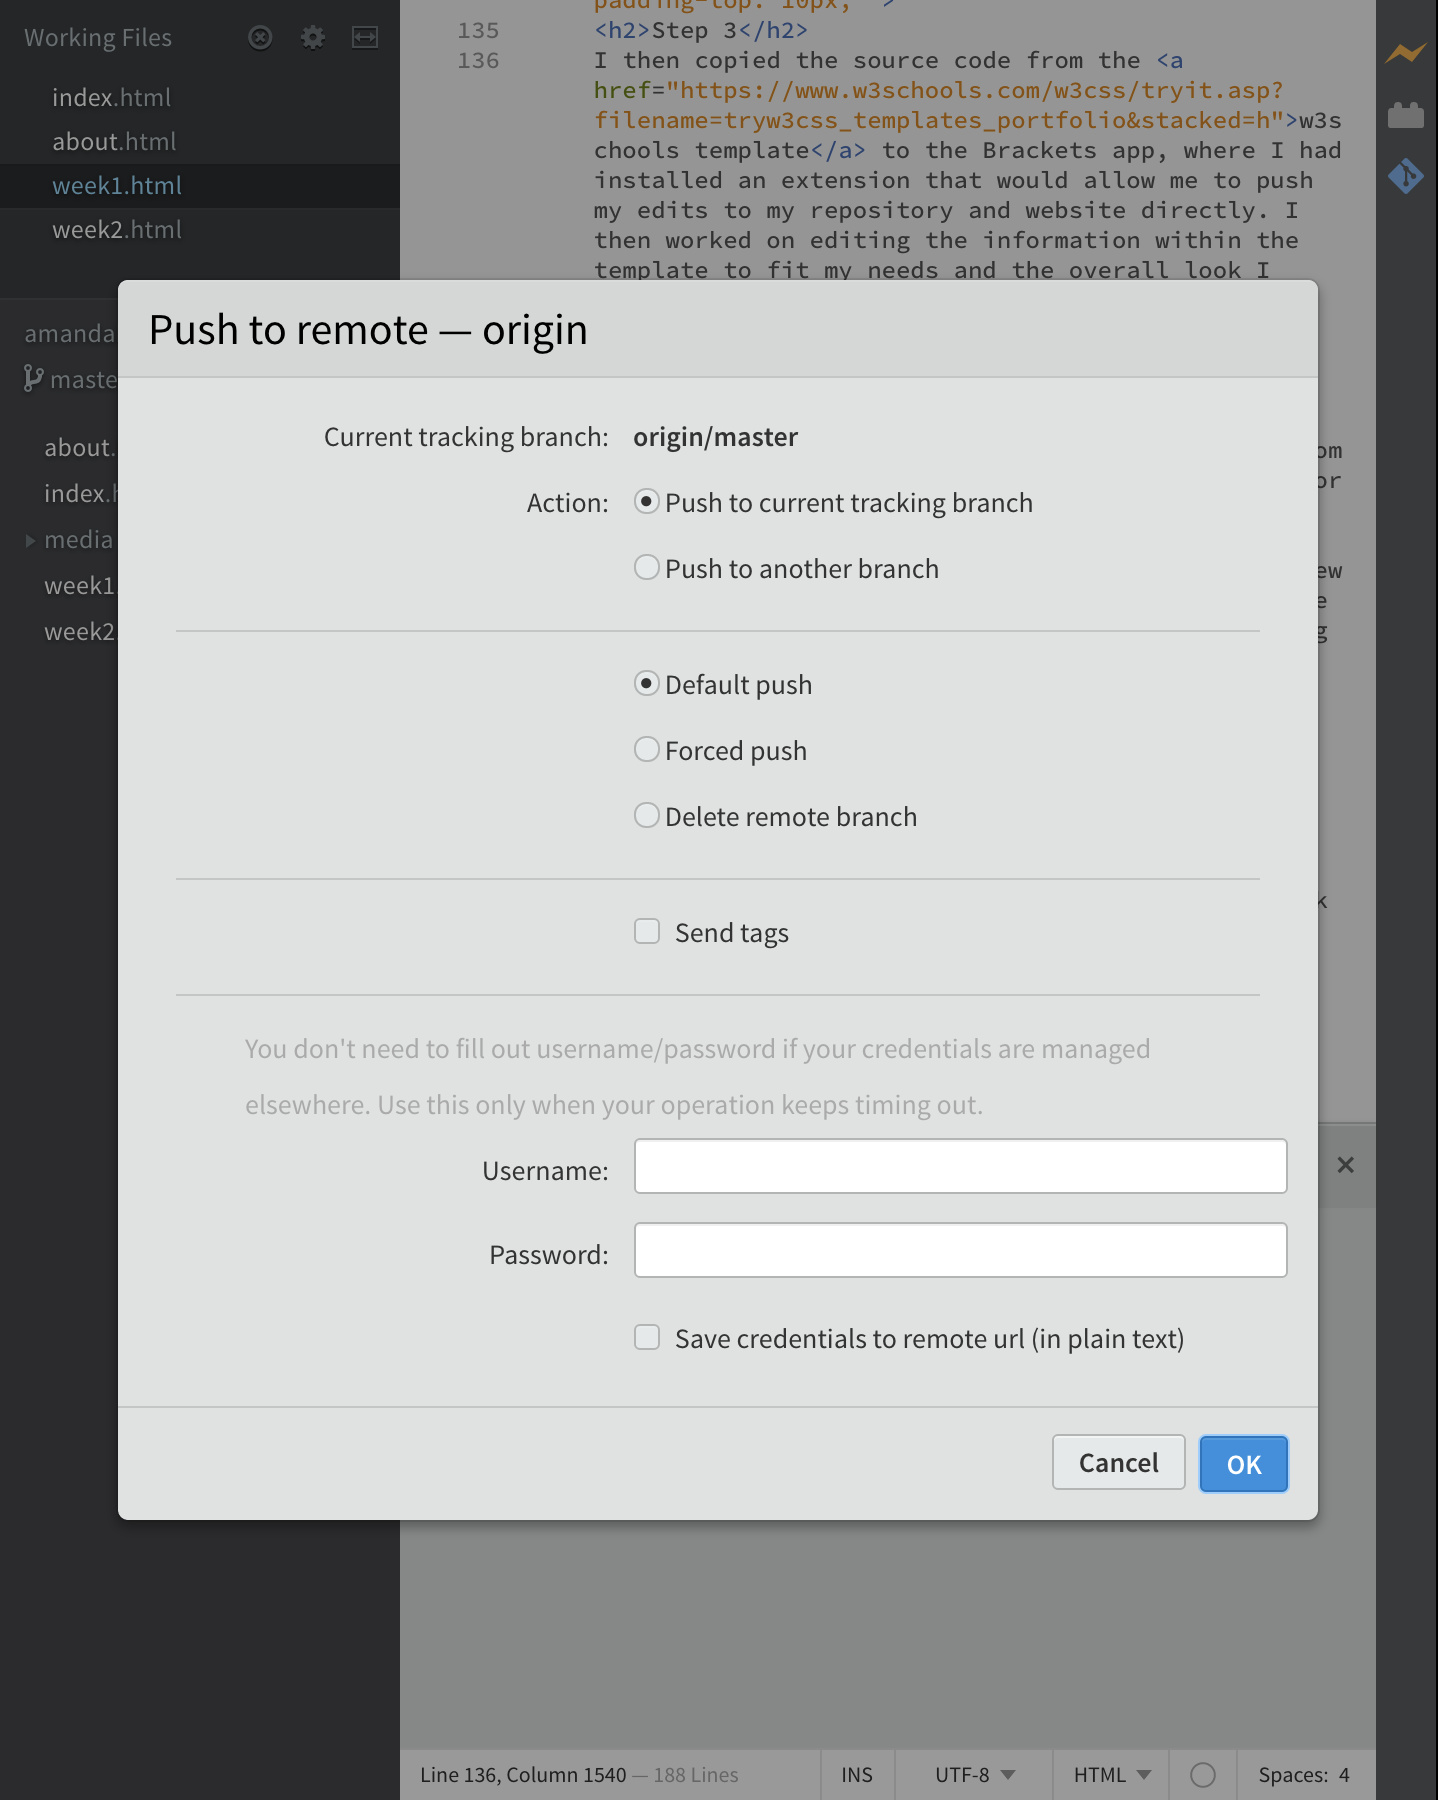 Working Files
index.html
about.html
week1.html
week2.html
amanda
maste
about.
index.h
media
week1.
week2.
padding-top: 10px; ">
135 <h2>Step 3</h2>
136 I then copied the source code from the <a
href="https://www.w3schools.com/w3css/tryit.asp?
filename=tryw3css_templates_portfolio&stacked=h">w3s
chools template</a> to the Brackets app, where I had
installed an extension that would allow me to push
my edits to my repository and website directly. I
then worked on editing the information within the
template to fit my needs and the overall look I
om
or
ew
e
g
k
Push to remote — origin
Current tracking branch: origin/master
Action: Push to current tracking branch
Push to another branch
Default push
Forced push
Delete remote branch
Send tags
You don't need to fill out username/password if your credentials are managed
elsewhere. Use this only when your operation keeps timing out.
Username:
Password:
Save credentials to remote url (in plain text)
Cancel OK
Line 136, Column 1540 — 188 Lines INS UTF-8 HTML Spaces: 4